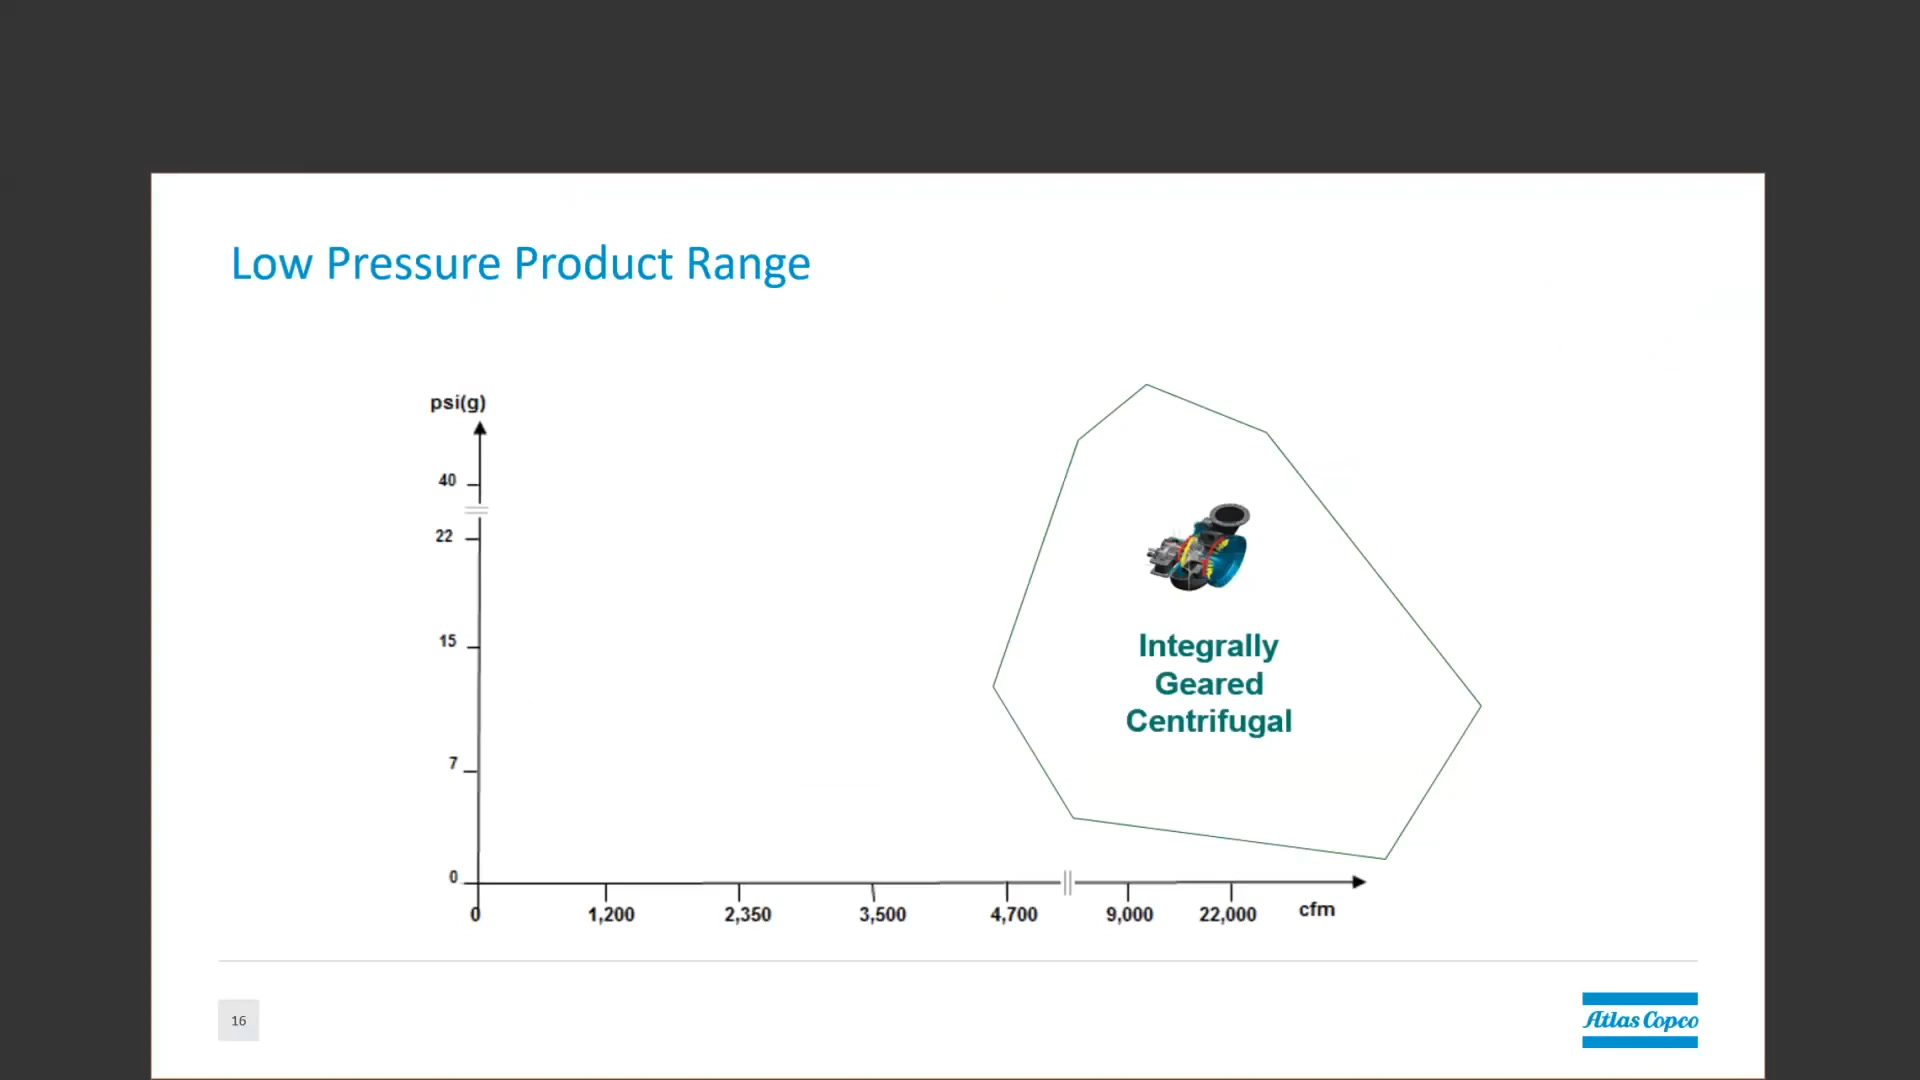 Low Pressure Product Range
psi(g)
40
22
15
7
0
Integrally
Geared
Centrifugal
0 1,200 2,350 3,500 4,700 9,000 22,000 cfm
16
Atlas Copco